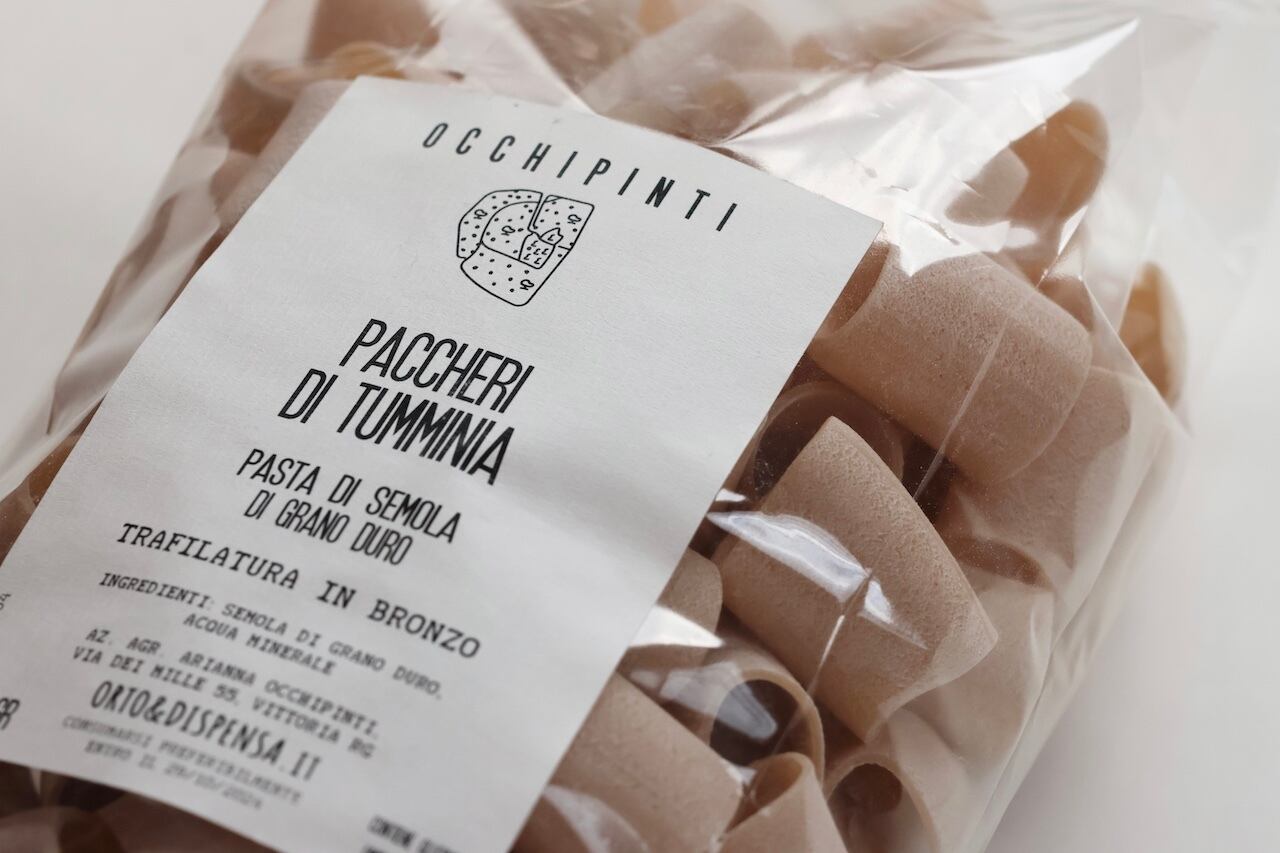 OCCHIPINTI
PACCHERI
DI TUMMINIA
PASTA DI SEMOLA
DI GRANO DURO
TRAFILATURA IN BRONZO
INGREDIENTI: SEMOLA DI GRANO DURO,
ACQUA MINERALE
AZ. AGR. ARIANNA OCCHIPINTI,
VIA DEI MILLE 55, VITTORIA RG
ORTO&DISPENSA.IT
CONSUMARSI PREFERIBILMENTE
ENTRO IL